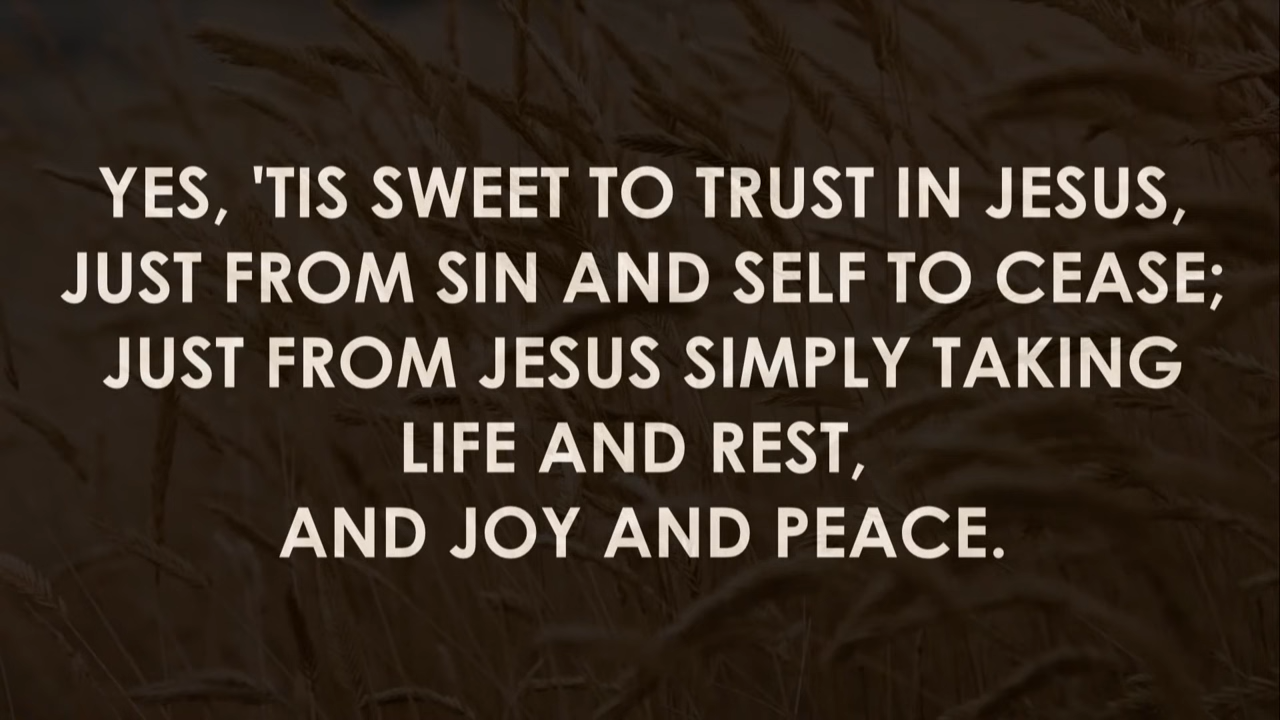 YES, 'TIS SWEET TO TRUST IN JESUS,
JUST FROM SIN AND SELF TO CEASE;
JUST FROM JESUS SIMPLY TAKING
LIFE AND REST,
AND JOY AND PEACE.